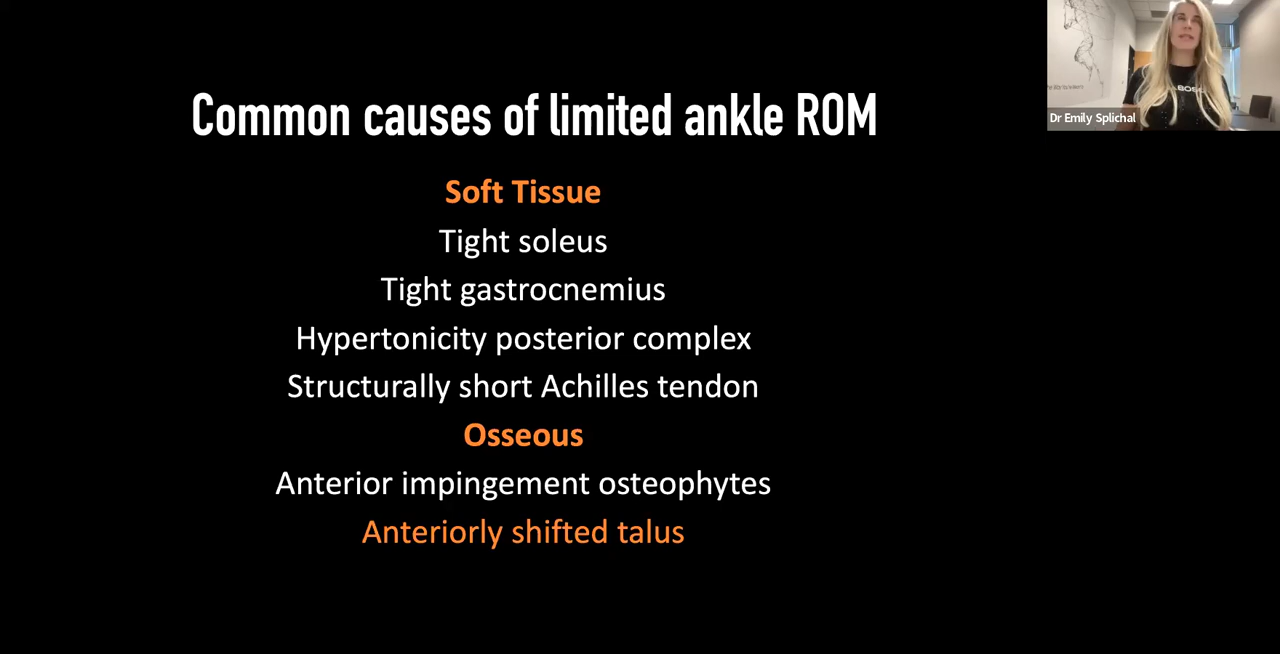 Common causes of limited ankle ROM
Soft Tissue
Tight soleus
Tight gastrocnemius
Hypertonicity posterior complex
Structurally short Achilles tendon
Osseous
Anterior impingement osteophytes
Anteriorly shifted talus
Dr Emily Splichal